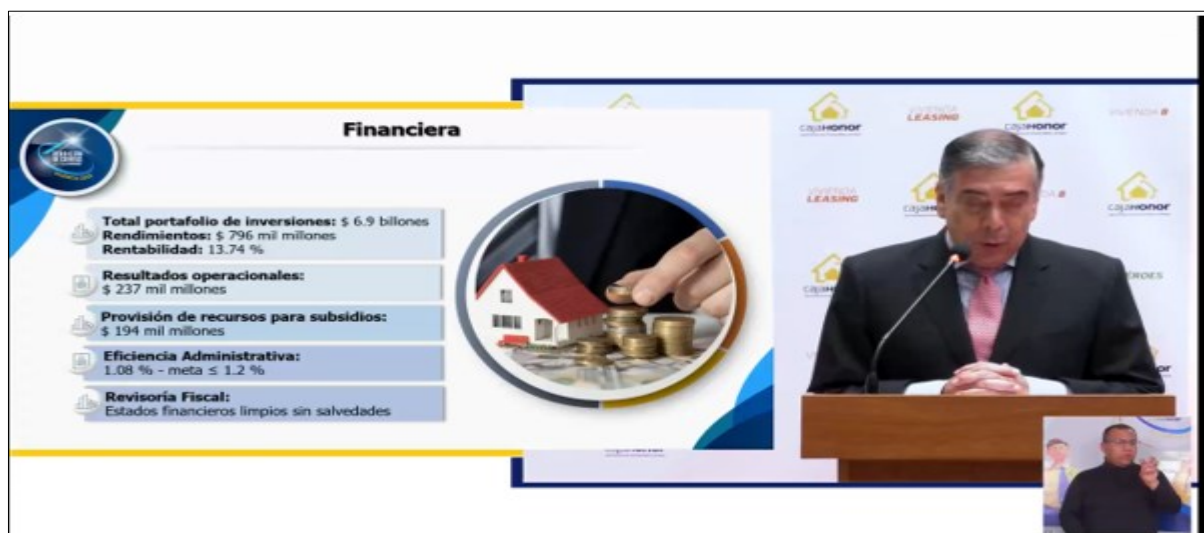 Financiera
Total portafolio de inversiones: $ 6.9 billones
Rendimientos: $ 796 mil millones
Rentabilidad: 13.74 %
Resultados operacionales:
$ 237 mil millones
Provisión de recursos para subsidios:
$ 194 mil millones
Eficiencia Administrativa:
1.08 % - meta ≤ 1.2 %
Revisoría Fiscal:
Estados financieros limpios sin salvedades
cajaHonor
VIVIENDA
LEASING
cajaHonor
VIVIENDA 8
VIVIENDA
LEASING
cajaHonor
cajaHonor